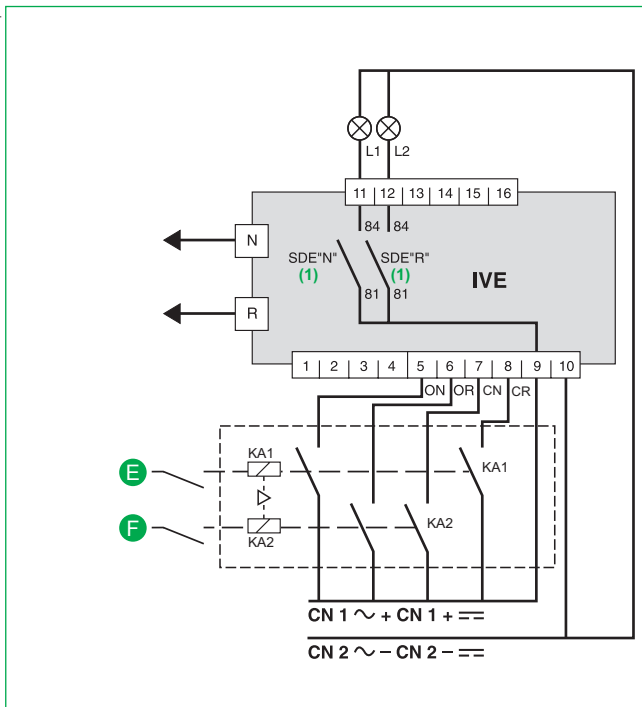 L1 L2
11 12 13 14 15 16
84 84
N
SDE"N" SDE"R"
(1) (1)
IVE
81 81
R
1 2 3 4 5 6 7 8 9 10
ON OR CN CR
KA1 KA1
E
F
KA2
KA2
CN 1 ∼ + CN 1 + ⎓
CN 2 ∼ – CN 2 – ⎓